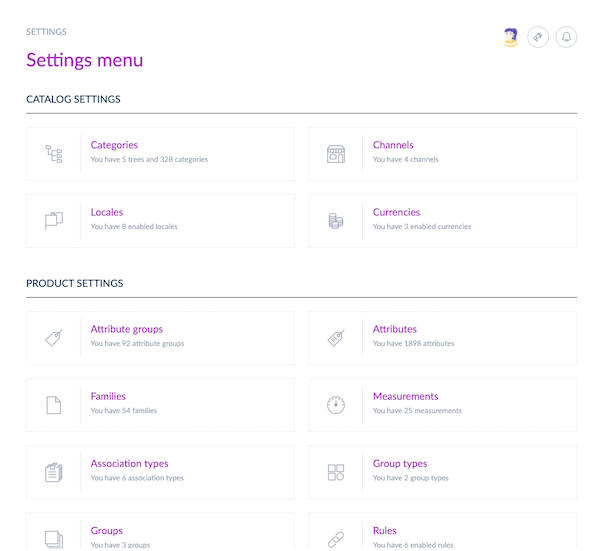 SETTINGS
Settings menu
CATALOG SETTINGS
Categories
You have 5 trees and 328 categories
Channels
You have 4 channels
Locales
You have 8 enabled locales
Currencies
You have 3 enabled currencies
PRODUCT SETTINGS
Attribute groups
You have 92 attribute groups
Attributes
You have 1898 attributes
Families
You have 54 families
Measurements
You have 25 measurements
Association types
You have 6 association types
Group types
You have 2 group types
Groups
You have 3 groups
Rules
You have 6 enabled rules